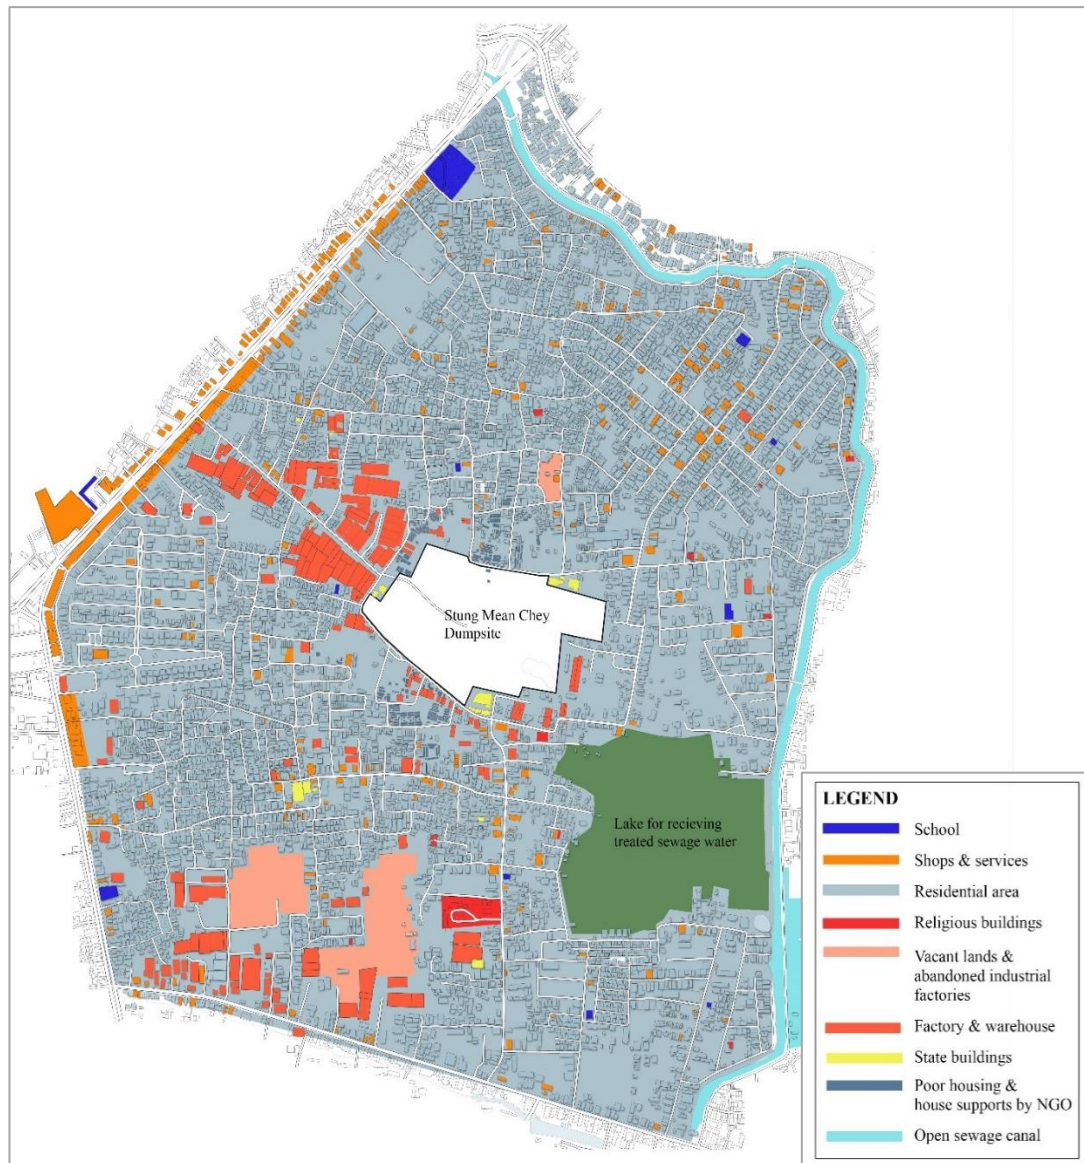 Stung Mean Chey
Dumpsite
Lake for recieving
treated sewage water
LEGEND
School
Shops & services
Residential area
Religious buildings
Vacant lands &
abandoned industrial
factories
Factory & warehouse
State buildings
Poor housing &
house supports by NGO
Open sewage canal